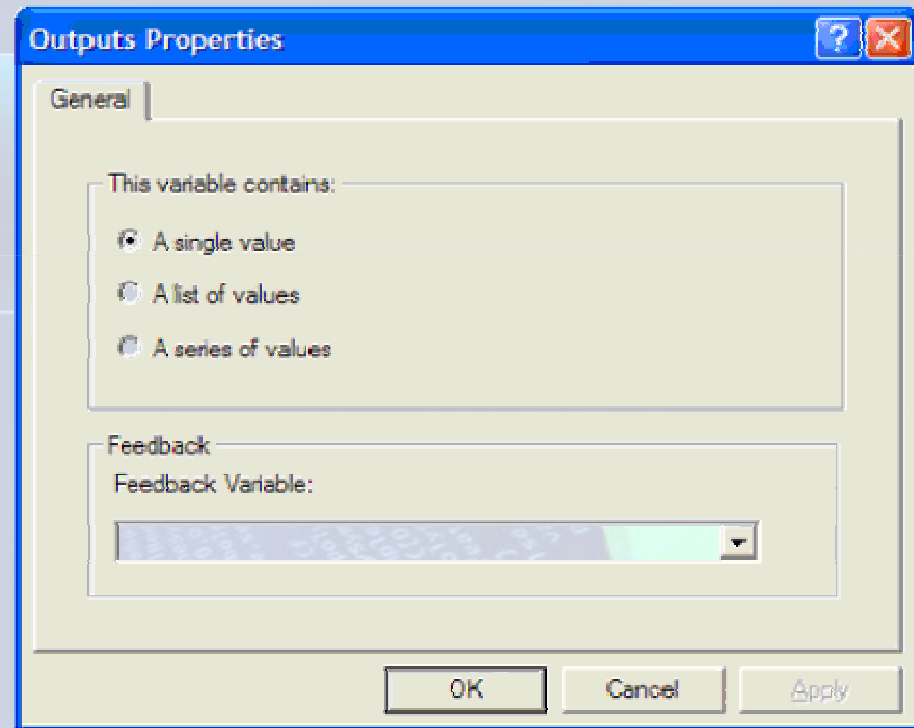 Outputs Properties
General
This variable contains:
A single value
A list of values
A series of values
Feedback
Feedback Variable:
OK
Cancel
Apply